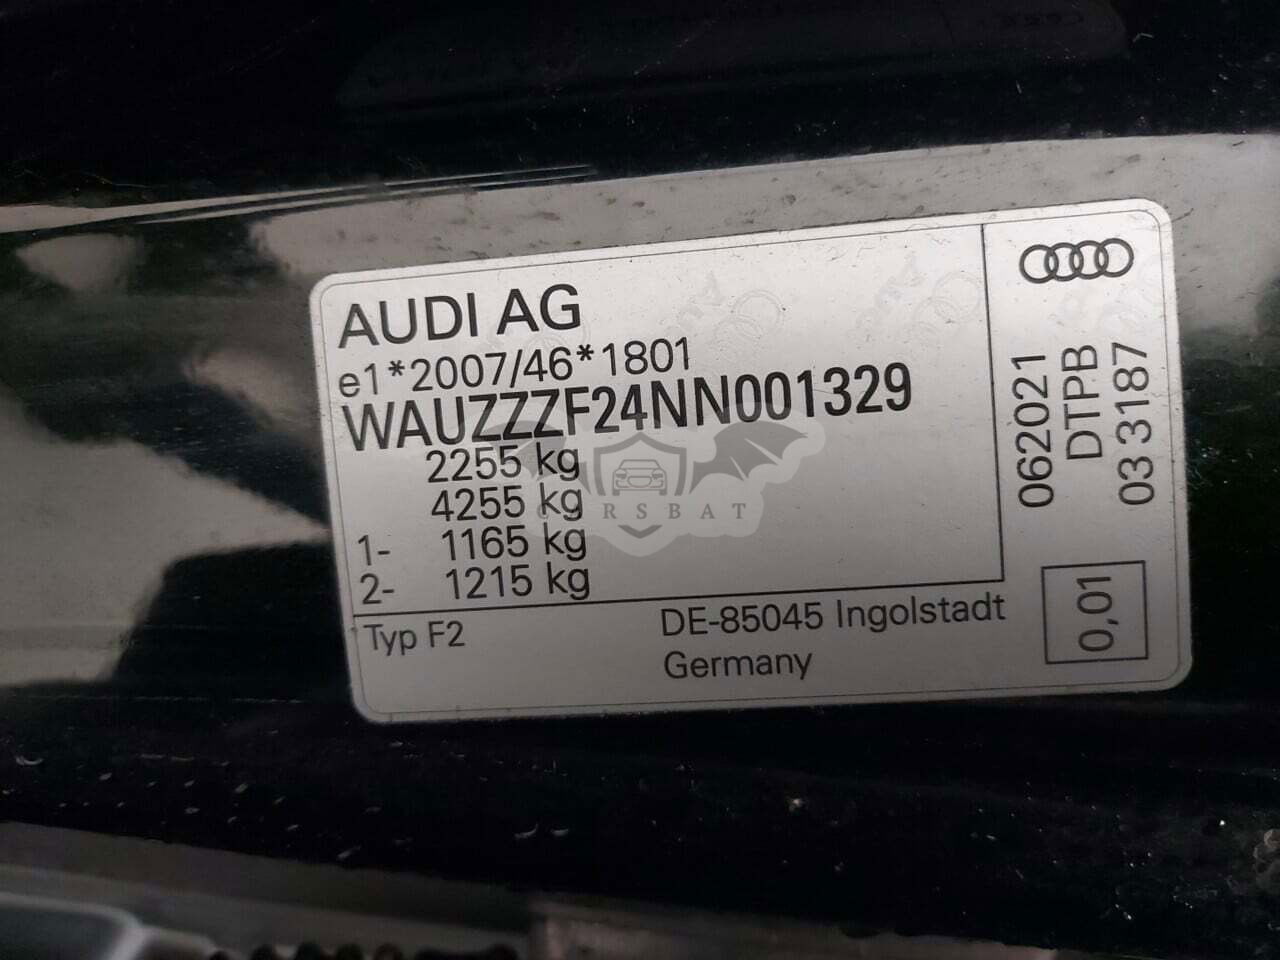 AUDI AG
e1*2007/46*1801
WAUZZZF24NN001329
2255 kg
4255 kg
1- 1165 kg
2- 1215 kg
Typ F2
DE-85045 Ingolstadt
Germany
062021
DTPB
03 3187
0,01
CARSBAT